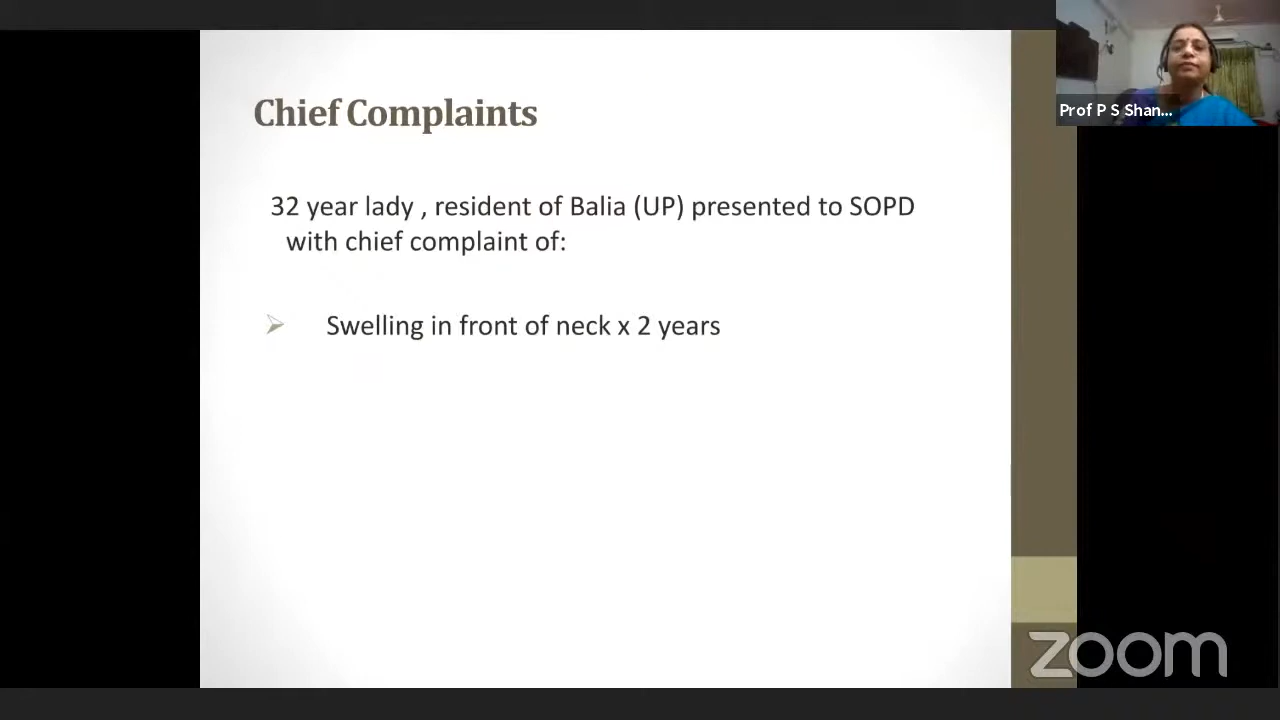 Prof P S Shan...
Chief Complaints
32 year lady , resident of Balia (UP) presented to SOPD
with chief complaint of:
Swelling in front of neck x 2 years
zoom